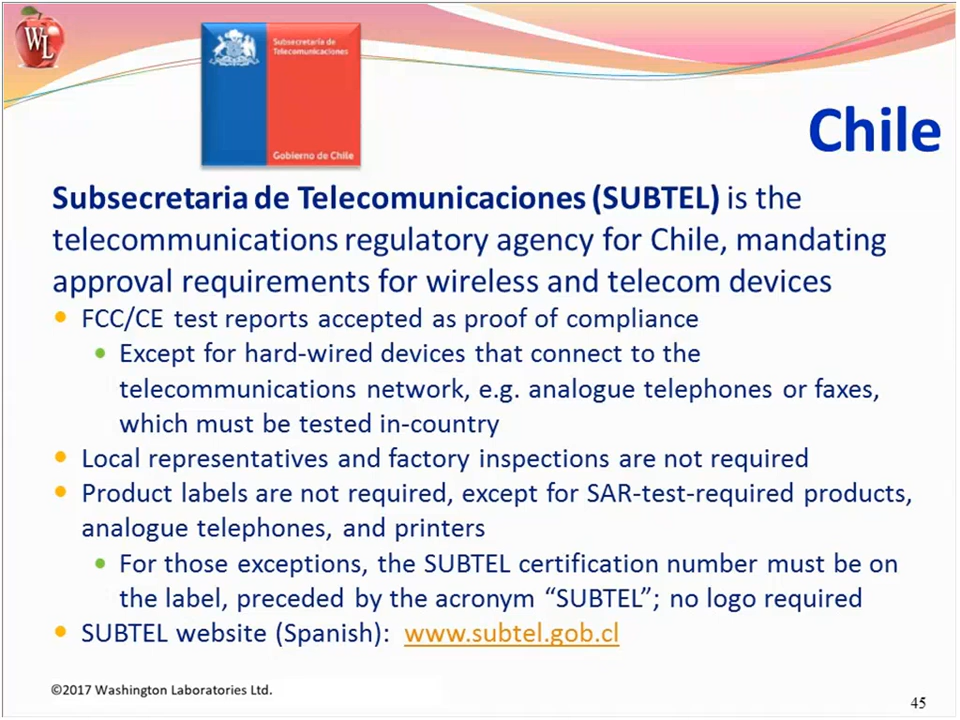 WL
Subsecretaría de
Telecomunicaciones
Gobierno de Chile
Chile
Subsecretaria de Telecomunicaciones (SUBTEL) is the
telecommunications regulatory agency for Chile, mandating
approval requirements for wireless and telecom devices
FCC/CE test reports accepted as proof of compliance
Except for hard-wired devices that connect to the
telecommunications network, e.g. analogue telephones or faxes,
which must be tested in-country
Local representatives and factory inspections are not required
Product labels are not required, except for SAR-test-required products,
analogue telephones, and printers
For those exceptions, the SUBTEL certification number must be on
the label, preceded by the acronym “SUBTEL”; no logo required
SUBTEL website (Spanish): www.subtel.gob.cl
©2017 Washington Laboratories Ltd.
45